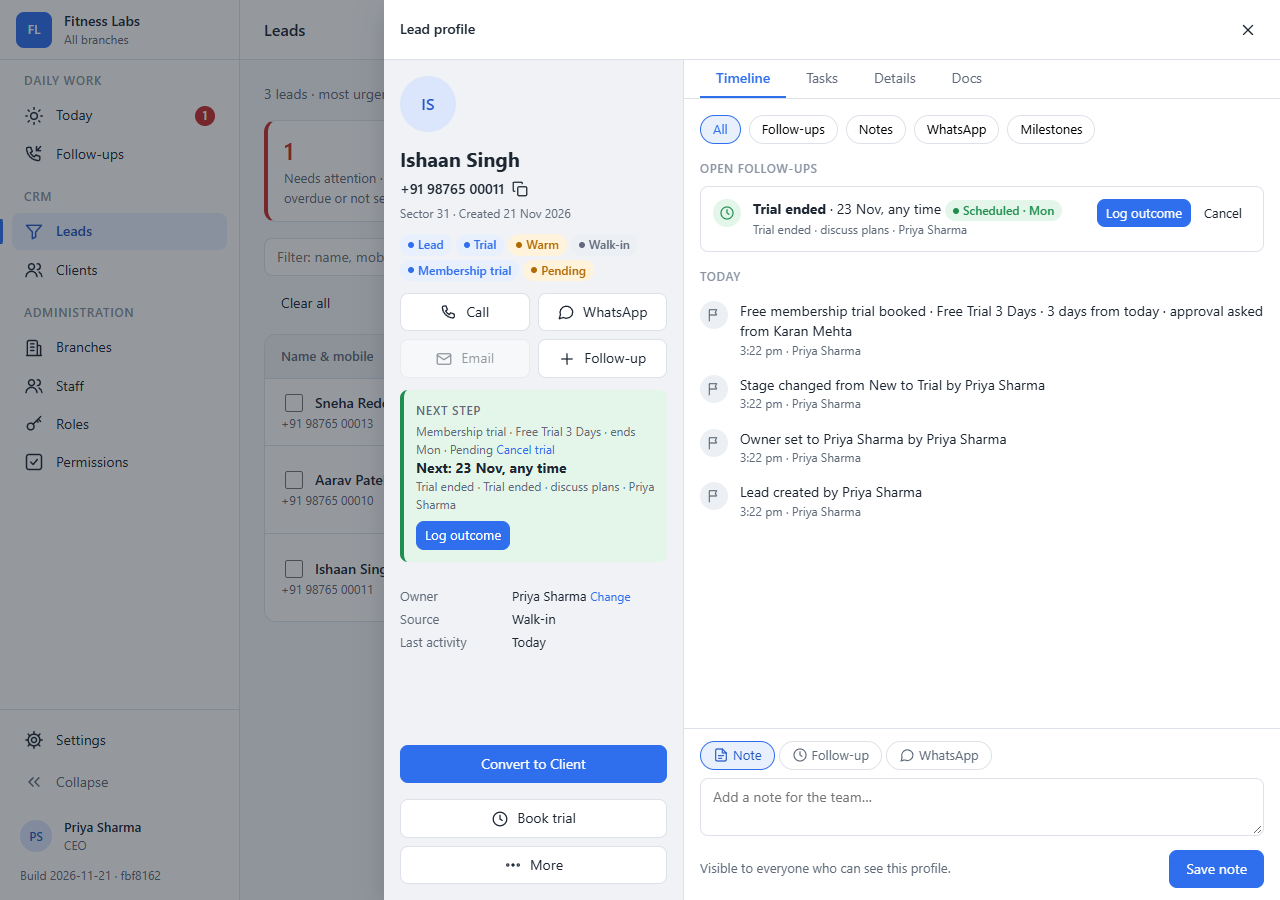 FL
Fitness Labs
All branches
DAILY WORK
Today
1
Follow-ups
CRM
Leads
Clients
ADMINISTRATION
Branches
Staff
Roles
Permissions
Settings
Collapse
PS
Priya Sharma
CEO
Build 2026-11-21 · fbf8162
Leads
3 leads · most urgen
1
Needs attention ·
overdue or not se
Filter: name, mob
Clear all
Name & mobile
Sneha Redd
+91 98765 00013
Aarav Pate
+91 98765 00010
Ishaan Sing
+91 98765 00011
Lead profile
IS
Ishaan Singh
+91 98765 00011
Sector 31 · Created 21 Nov 2026
Lead
Trial
Warm
Walk-in
Membership trial
Pending
Call
WhatsApp
Email
Follow-up
NEXT STEP
Membership trial · Free Trial 3 Days · ends
Mon · Pending Cancel trial
Next: 23 Nov, any time
Trial ended · Trial ended · discuss plans · Priya
Sharma
Log outcome
Owner Priya Sharma Change
Source Walk-in
Last activity Today
Convert to Client
Book trial
More
Timeline
Tasks
Details
Docs
All
Follow-ups
Notes
WhatsApp
Milestones
OPEN FOLLOW-UPS
Trial ended · 23 Nov, any time Scheduled · Mon
Trial ended · discuss plans · Priya Sharma
Log outcome
Cancel
TODAY
Free membership trial booked · Free Trial 3 Days · 3 days from today · approval asked
from Karan Mehta
3:22 pm · Priya Sharma
Stage changed from New to Trial by Priya Sharma
3:22 pm · Priya Sharma
Owner set to Priya Sharma by Priya Sharma
3:22 pm · Priya Sharma
Lead created by Priya Sharma
3:22 pm · Priya Sharma
Note
Follow-up
WhatsApp
Add a note for the team…
Visible to everyone who can see this profile.
Save note